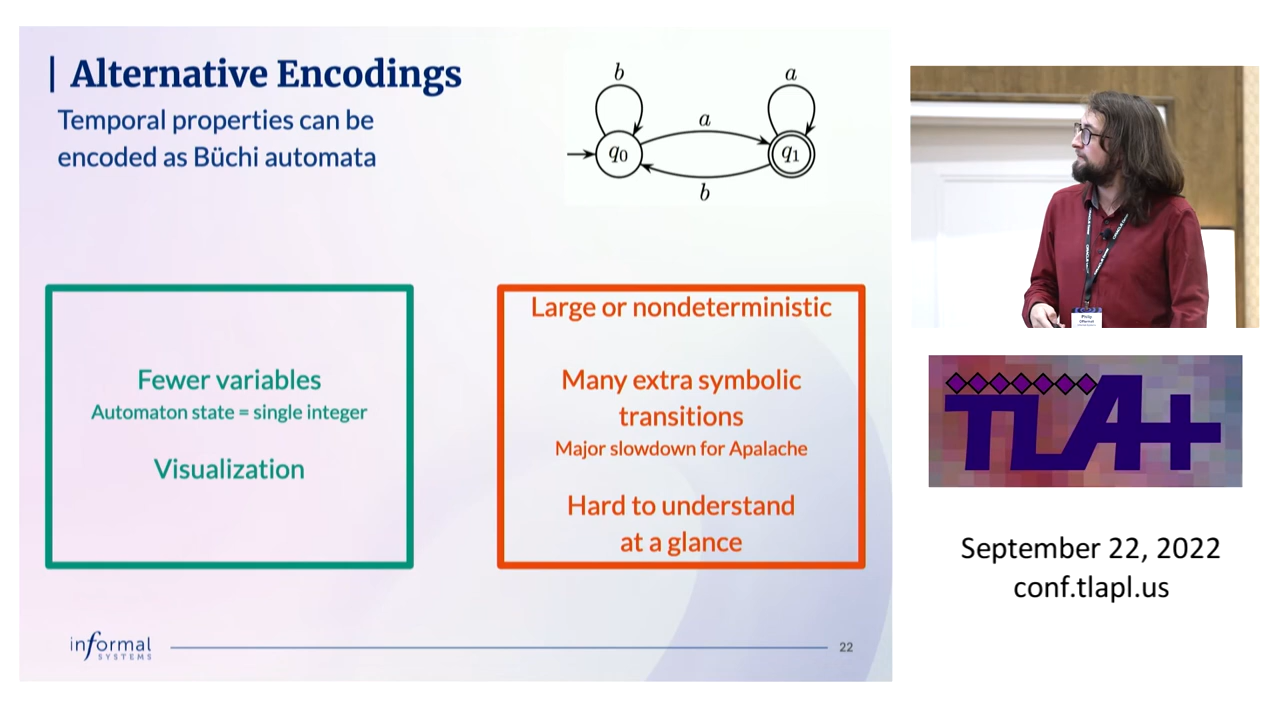 | Alternative Encodings
Temporal properties can be
encoded as Büchi automata
b
a
a
q0
q1
b
Fewer variables
Automaton state = single integer
Visualization
Large or nondeterministic
Many extra symbolic
transitions
Major slowdown for Apalache
Hard to understand
at a glance
informal
SYSTEMS
22
TLA+
September 22, 2022
conf.tlapl.us